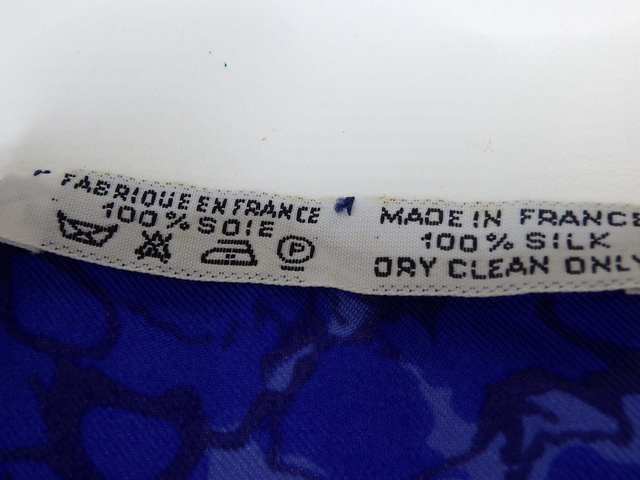 FABRIQUE EN FRANCE
100% SOIE
P
MADE IN FRANCE
100% SILK
DRY CLEAN ONLY